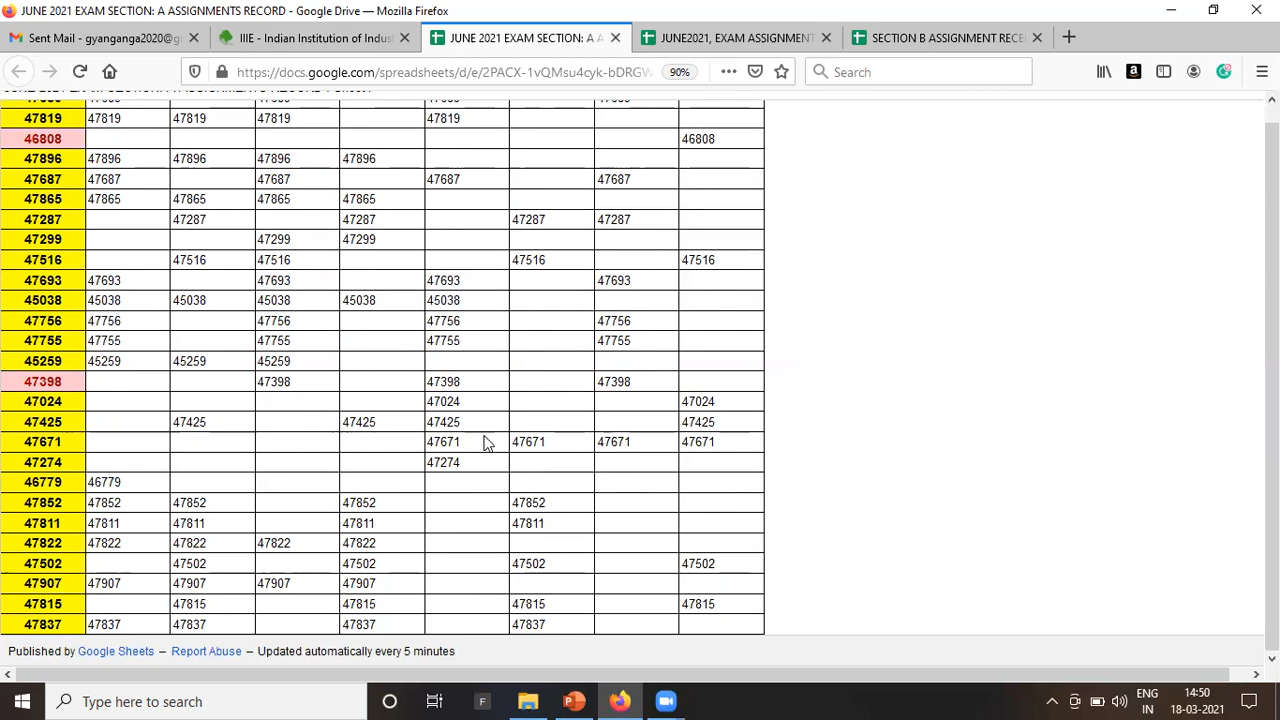 JUNE 2021 EXAM SECTION: A ASSIGNMENTS RECORD - Google Drive — Mozilla Firefox
Sent Mail - gyanganga2020@g
IIIE - Indian Institution of Indust
JUNE 2021 EXAM SECTION: A A
JUNE2021, EXAM ASSIGNMENT
SECTION B ASSIGNMENT RECE
https://docs.google.com/spreadsheets/d/e/2PACX-1vQMsu4cyk-bDRGW
90%
Search
47819 47819 47819 47819 47819
46808 46808
47896 47896 47896 47896 47896
47687 47687 47687 47687 47687
47865 47865 47865 47865 47865
47287 47287 47287 47287 47287
47299 47299 47299
47516 47516 47516 47516 47516
47693 47693 47693 47693 47693
45038 45038 45038 45038 45038 45038
47756 47756 47756 47756 47756
47755 47755 47755 47755 47755
45259 45259 45259 45259
47398 47398 47398 47398
47024 47024 47024
47425 47425 47425 47425 47425
47671 47671 47671 47671 47671
47274 47274
46779 46779
47852 47852 47852 47852 47852
47811 47811 47811 47811 47811
47822 47822 47822 47822 47822
47502 47502 47502 47502 47502
47907 47907 47907 47907 47907
47815 47815 47815 47815 47815
47837 47837 47837 47837 47837
Published by Google Sheets – Report Abuse – Updated automatically every 5 minutes
Type here to search
F
ENG
IN
14:50
18-03-2021